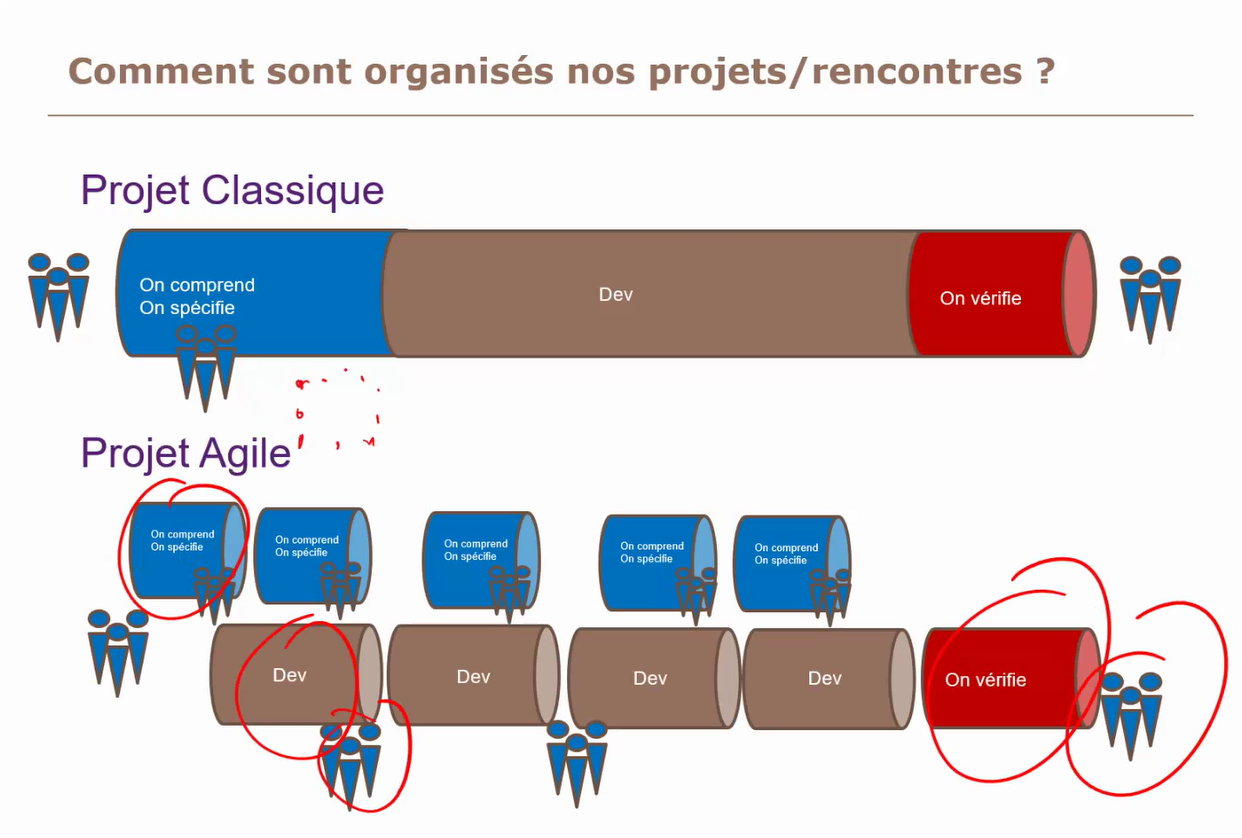 Comment sont organisés nos projets/rencontres ?
Projet Classique
On comprend
On spécifie
Dev
On vérifie
Projet Agile
On comprend
On spécifie
On comprend
On spécifie
On comprend
On spécifie
On comprend
On spécifie
On comprend
On spécifie
Dev
Dev
Dev
Dev
On vérifie